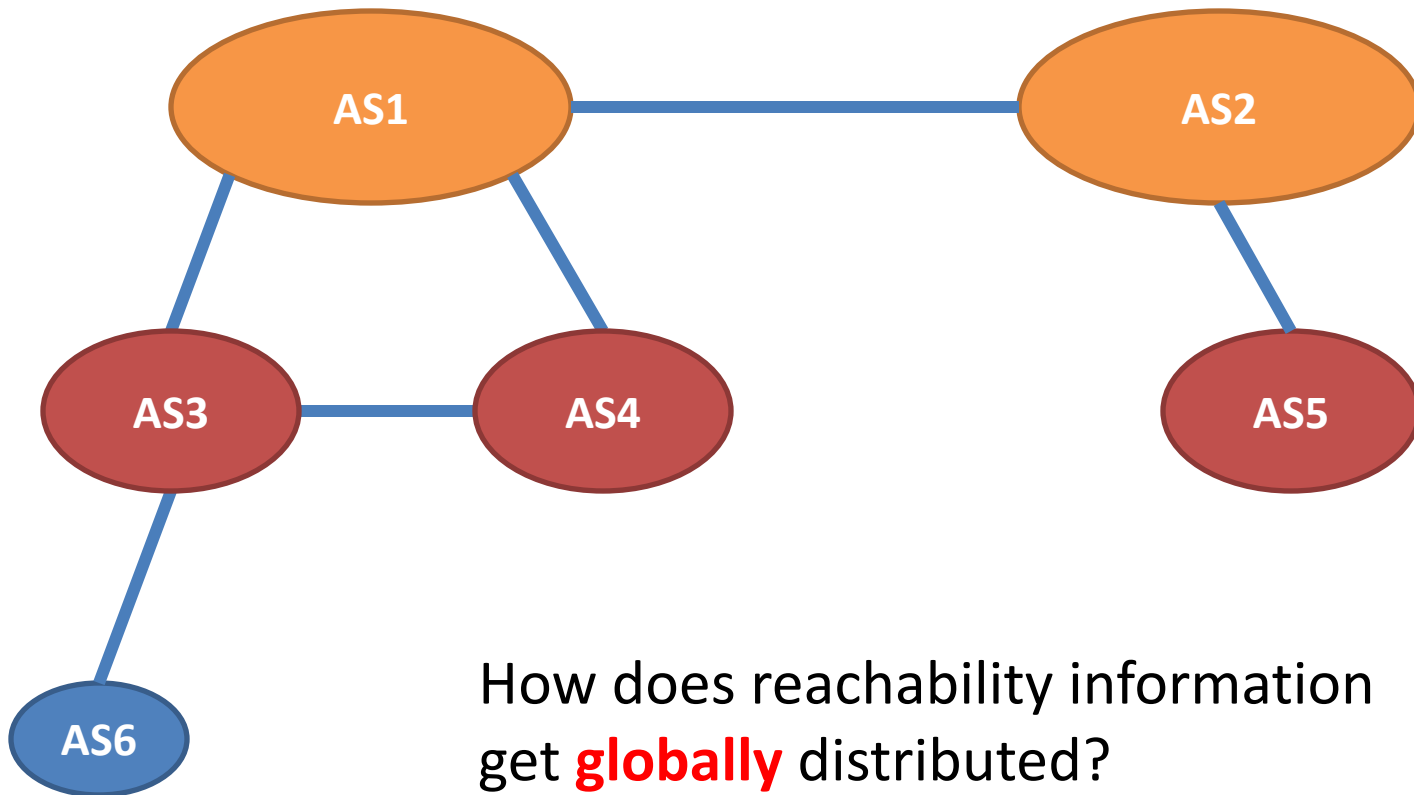 AS1
AS2
AS3
AS4
AS5
AS6
How does reachability information
get globally distributed?